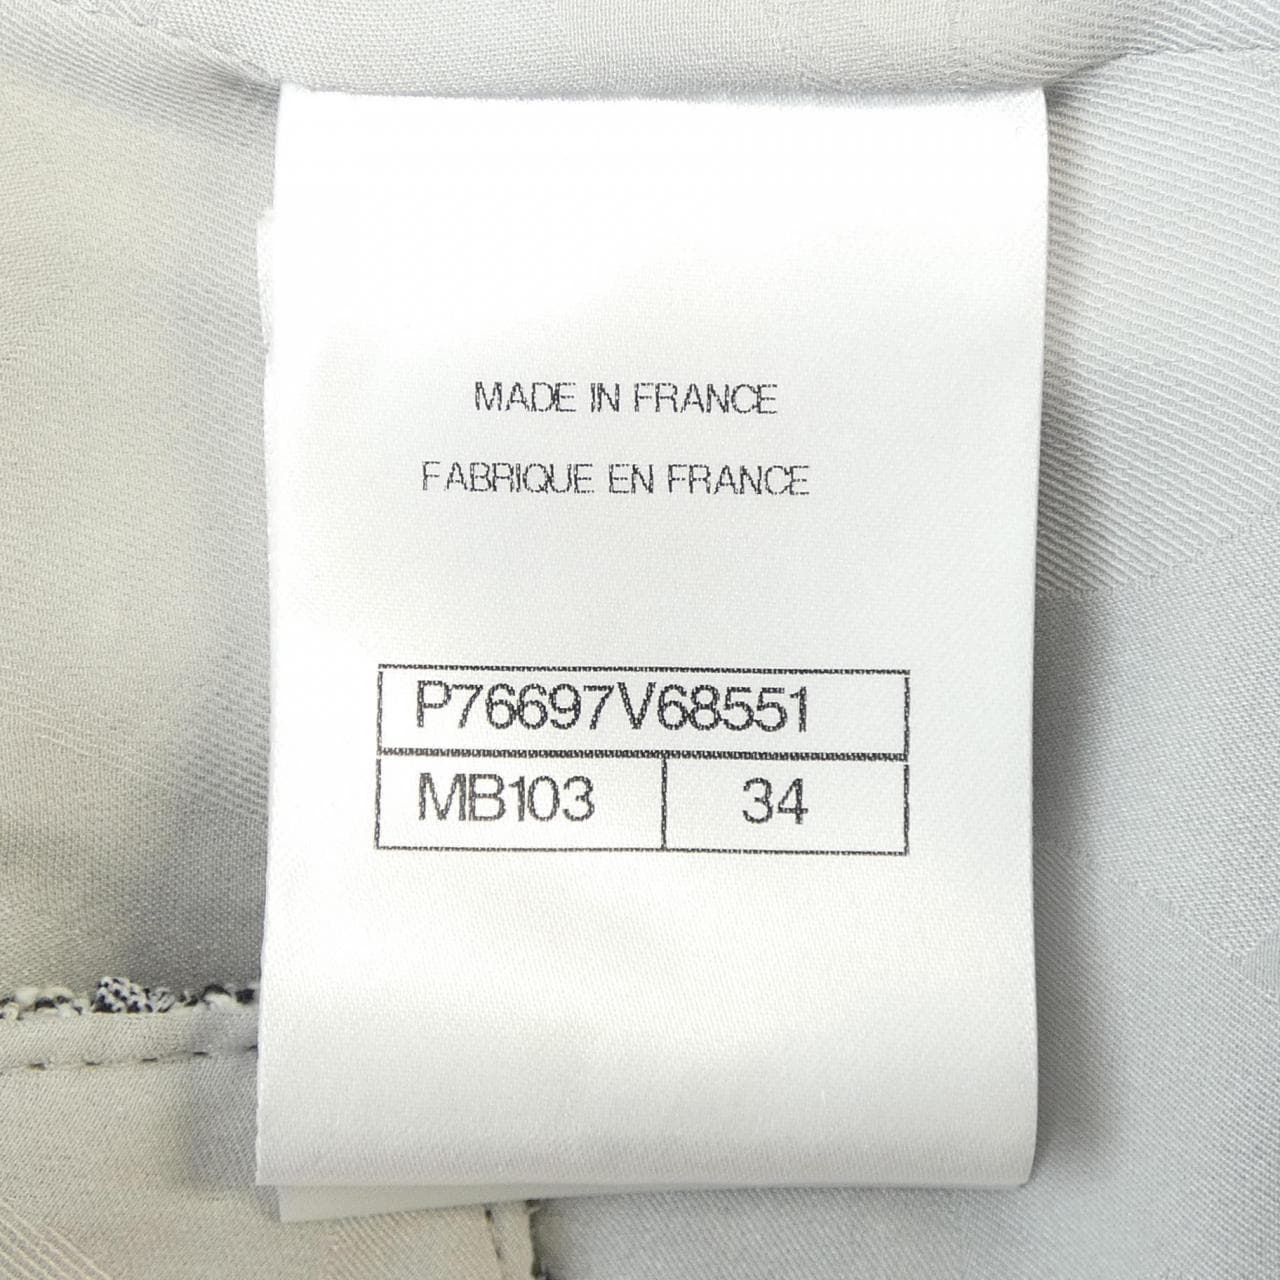 MADE IN FRANCE
FABRIQUE EN FRANCE
P76697V68551
MB103 34